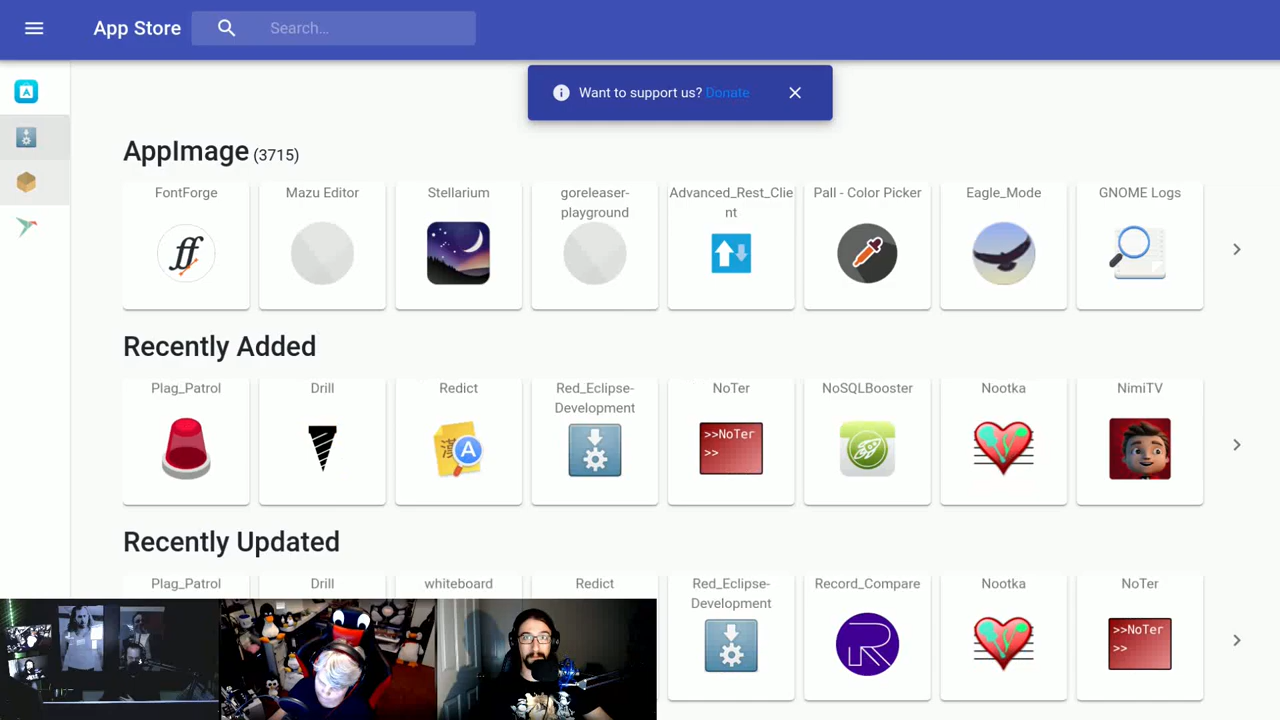 App Store
Search...
Want to support us? Donate
AppImage (3715)
FontForge
Mazu Editor
Stellarium
goreleaser-
playground
Advanced_Rest_Clie
nt
Pall - Color Picker
Eagle_Mode
GNOME Logs
ff
Recently Added
Plag_Patrol
Drill
Redict
Red_Eclipse-
Development
NoTer
NoSQLBooster
Nootka
NimiTV
A
>>NoTer
>>
Recently Updated
Plag_Patrol
Drill
whiteboard
Redict
Red_Eclipse-
Development
Record_Compare
Nootka
NoTer
R
>>NoTer
>>